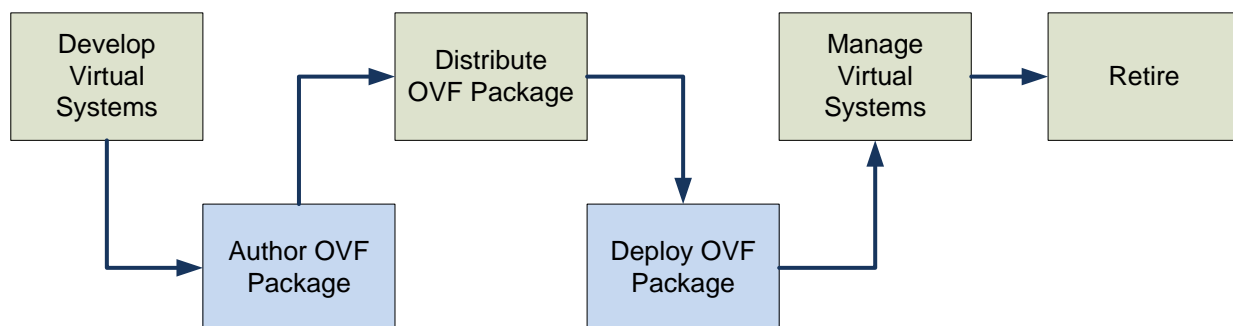 Develop
Virtual
Systems
Author OVF
Package
Distribute
OVF Package
Deploy OVF
Package
Manage
Virtual
Systems
Retire